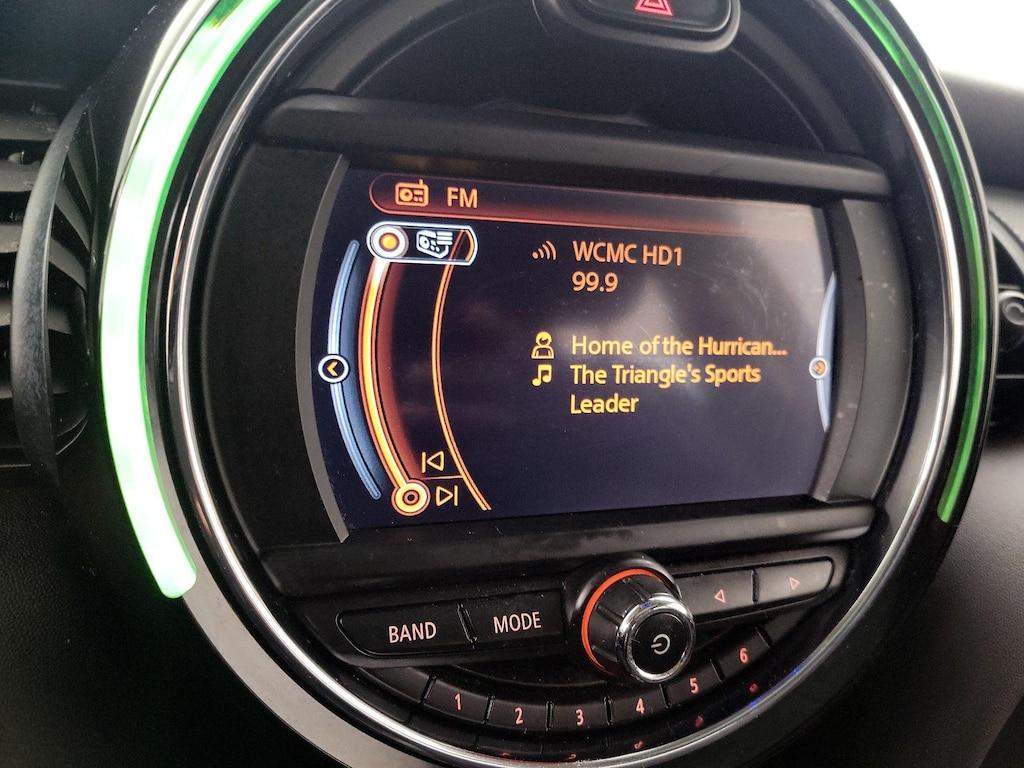 FM
WCMC HD1
99.9
Home of the Hurrican...
The Triangle's Sports
Leader
BAND
MODE
1
2
3
4
5
6